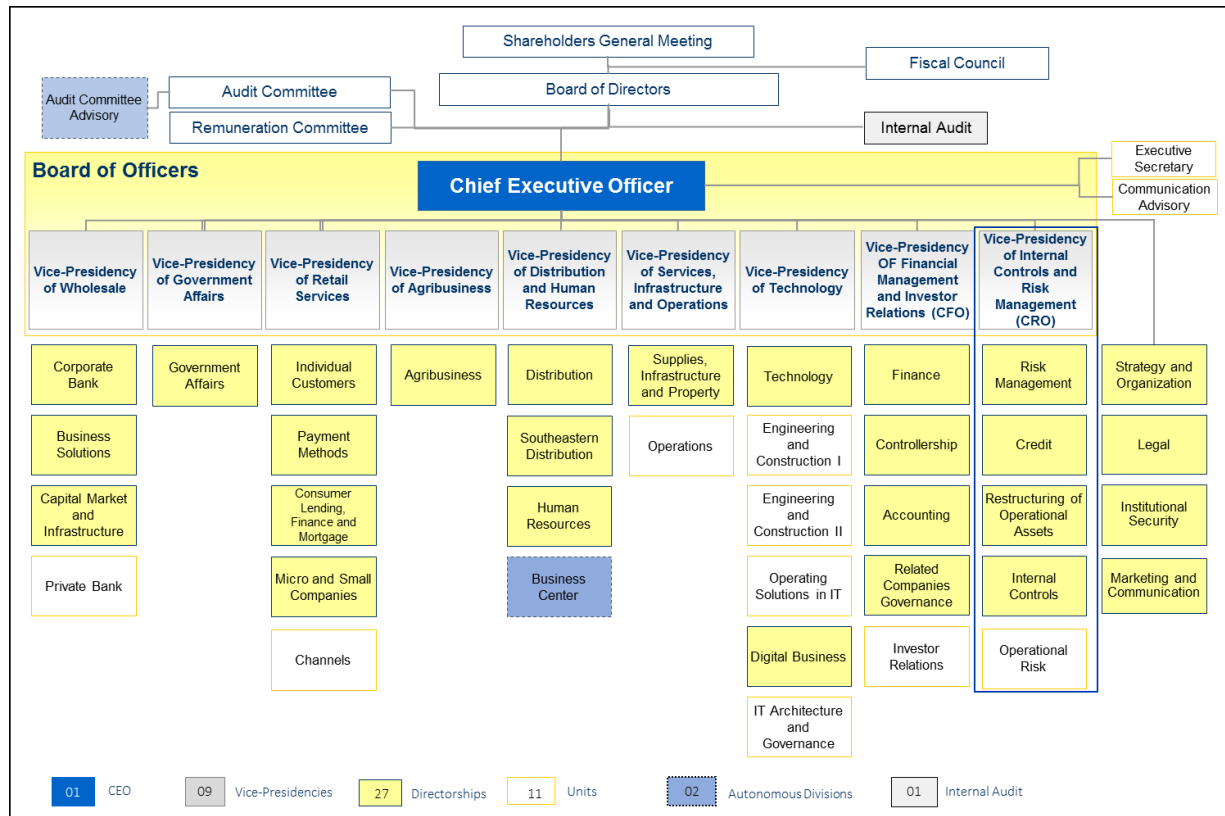 Shareholders General Meeting
Fiscal Council
Board of Directors
Audit Committee
Advisory
Audit Committee
Remuneration Committee
Internal Audit
Board of Officers
Chief Executive Officer
Executive
Secretary
Communication
Advisory
Vice-Presidency
of Wholesale
Vice-Presidency
of Government
Affairs
Vice-Presidency
of Retail
Services
Vice-Presidency
of Agribusiness
Vice-Presidency
of Distribution
and Human
Resources
Vice-Presidency
of Services,
Infrastructure
and Operations
Vice-Presidency
of Technology
Vice-Presidency
OF Financial
Management
and Investor
Relations (CFO)
Vice-Presidency
of Internal
Controls and
Risk
Management
(CRO)
Corporate
Bank
Government
Affairs
Individual
Customers
Agribusiness
Distribution
Supplies,
Infrastructure
and Property
Technology
Finance
Risk
Management
Strategy and
Organization
Business
Solutions
Payment
Methods
Southeastern
Distribution
Operations
Engineering
and
Construction I
Controllership
Credit
Legal
Capital Market
and
Infrastructure
Consumer
Lending,
Finance and
Mortgage
Human
Resources
Engineering
and
Construction II
Accounting
Restructuring of
Operational
Assets
Institutional
Security
Private Bank
Micro and Small
Companies
Business
Center
Operating
Solutions in IT
Related
Companies
Governance
Internal
Controls
Marketing and
Communication
Channels
Digital Business
Investor
Relations
Operational
Risk
IT Architecture
and
Governance
01 CEO
09 Vice-Presidencies
27 Directorships
11 Units
02 Autonomous Divisions
01 Internal Audit